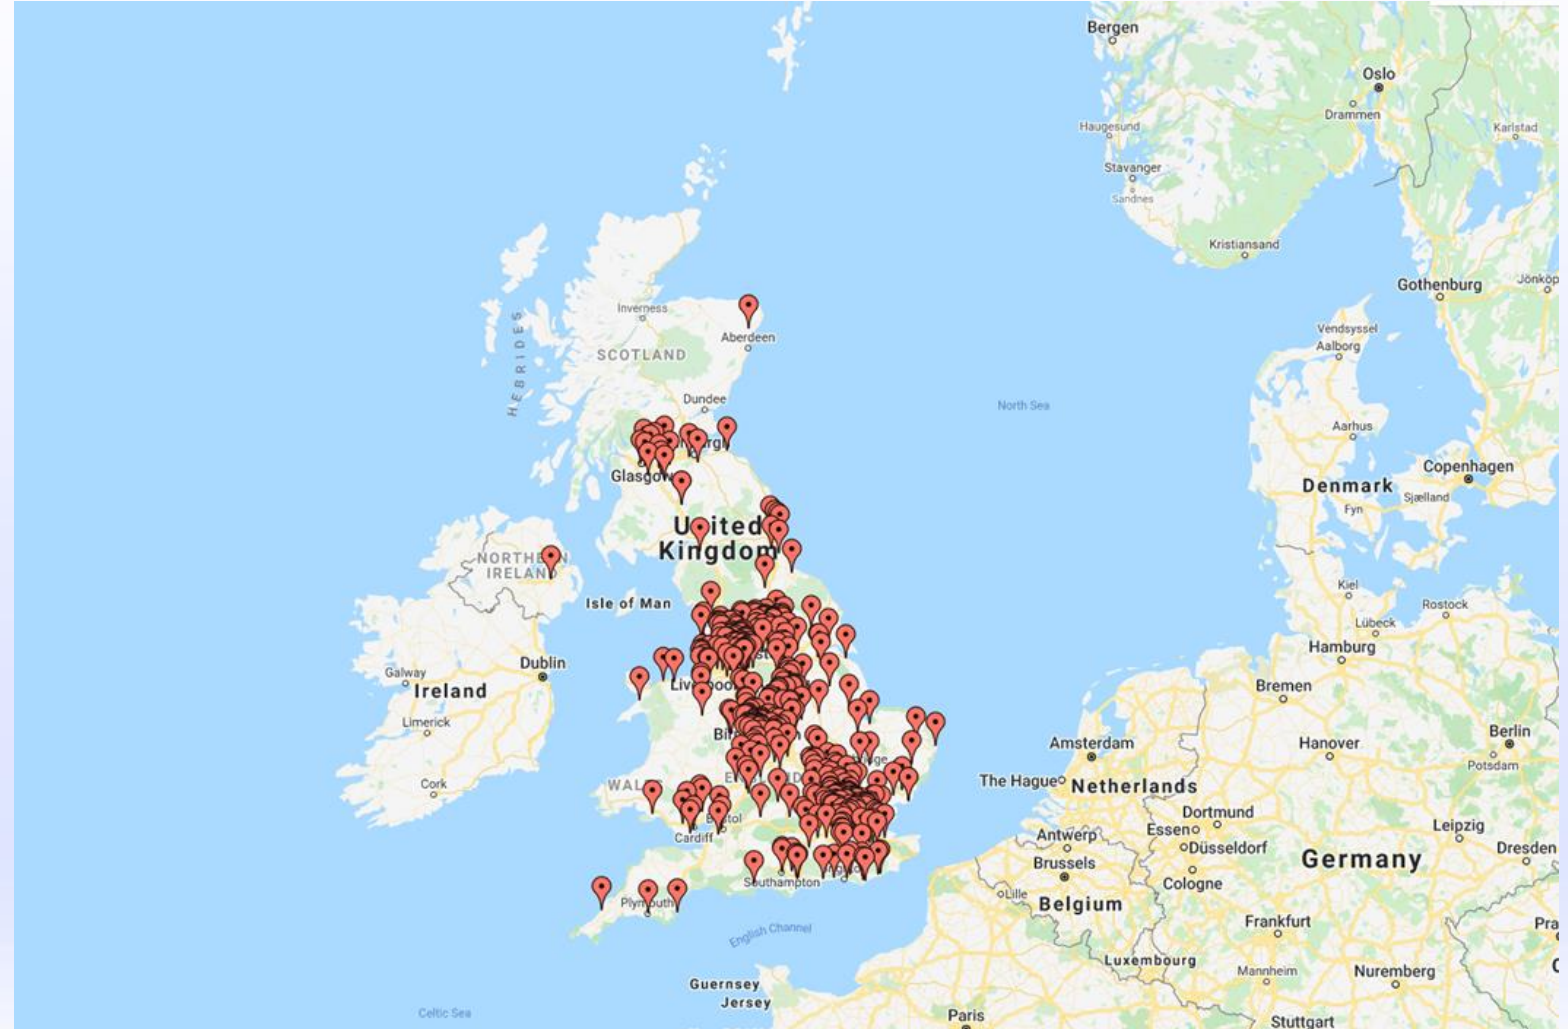 Bergen
Oslo
Drammen
Haugesund
Karlstad
Stavanger
Sandnes
Kristiansand
Gothenburg
Jönköp
Inverness
HEBRIDES
SCOTLAND
Aberdeen
Vendsyssel
Aalborg
Dundee
North Sea
Aarhus
Glasgow
Copenhagen
Denmark
Sjælland
Fyn
United
Kingdom
NORTHERN
IRELAND
Isle of Man
Kiel
Rostock
Lübeck
Hamburg
Dublin
Galway
Ireland
Bremen
Limerick
Amsterdam
Hanover
Berlin
Potsdam
Cork
The Hague
Netherlands
Dortmund
Essen
Leipzig
Cardiff
Antwerp
Düsseldorf
Dresden
Brussels
Germany
Southampton
Cologne
Lille
Belgium
Plymouth
Frankfurt
Pra
English Channel
Luxembourg
Mannheim
Nuremberg
Guernsey
Jersey
Celtic Sea
Paris
Stuttgart